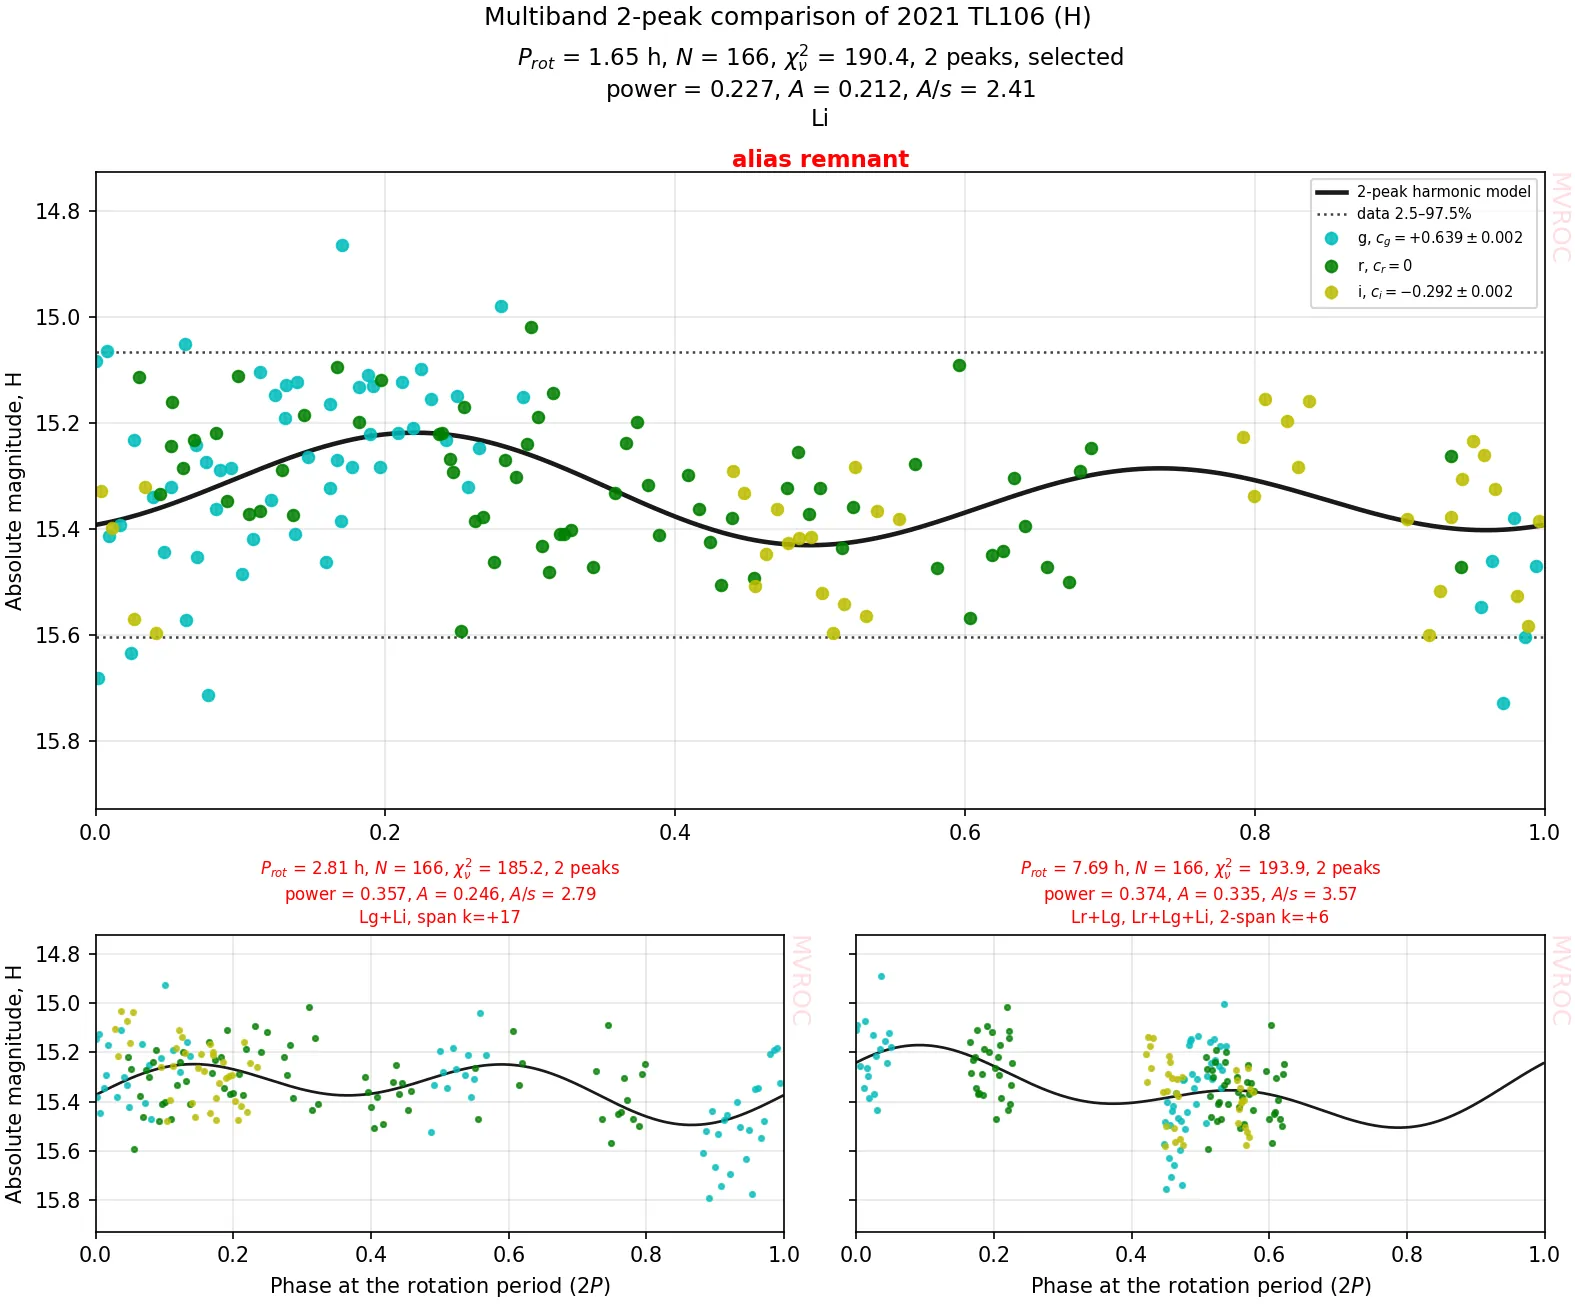 Multiband 2-peak comparison of 2021 TL106 (H)
P_rot = 1.65 h, N = 166, χ²_ν = 190.4, 2 peaks, selected
power = 0.227, A = 0.212, A/s = 2.41
Li
alias remnant
MVROC
2-peak harmonic model
data 2.5–97.5%
g, c_g = +0.639 ± 0.002
r, c_r = 0
i, c_i = −0.292 ± 0.002
Absolute magnitude, H
14.8
15.0
15.2
15.4
15.6
15.8
0.0 0.2 0.4 0.6 0.8 1.0
P_rot = 2.81 h, N = 166, χ²_ν = 185.2, 2 peaks
power = 0.357, A = 0.246, A/s = 2.79
Lg+Li, span k=+17
MVROC
Absolute magnitude, H
14.8
15.0
15.2
15.4
15.6
15.8
0.0 0.2 0.4 0.6 0.8 1.0
Phase at the rotation period (2P)
P_rot = 7.69 h, N = 166, χ²_ν = 193.9, 2 peaks
power = 0.374, A = 0.335, A/s = 3.57
Lr+Lg, Lr+Lg+Li, 2-span k=+6
MVROC
0.0 0.2 0.4 0.6 0.8 1.0
Phase at the rotation period (2P)